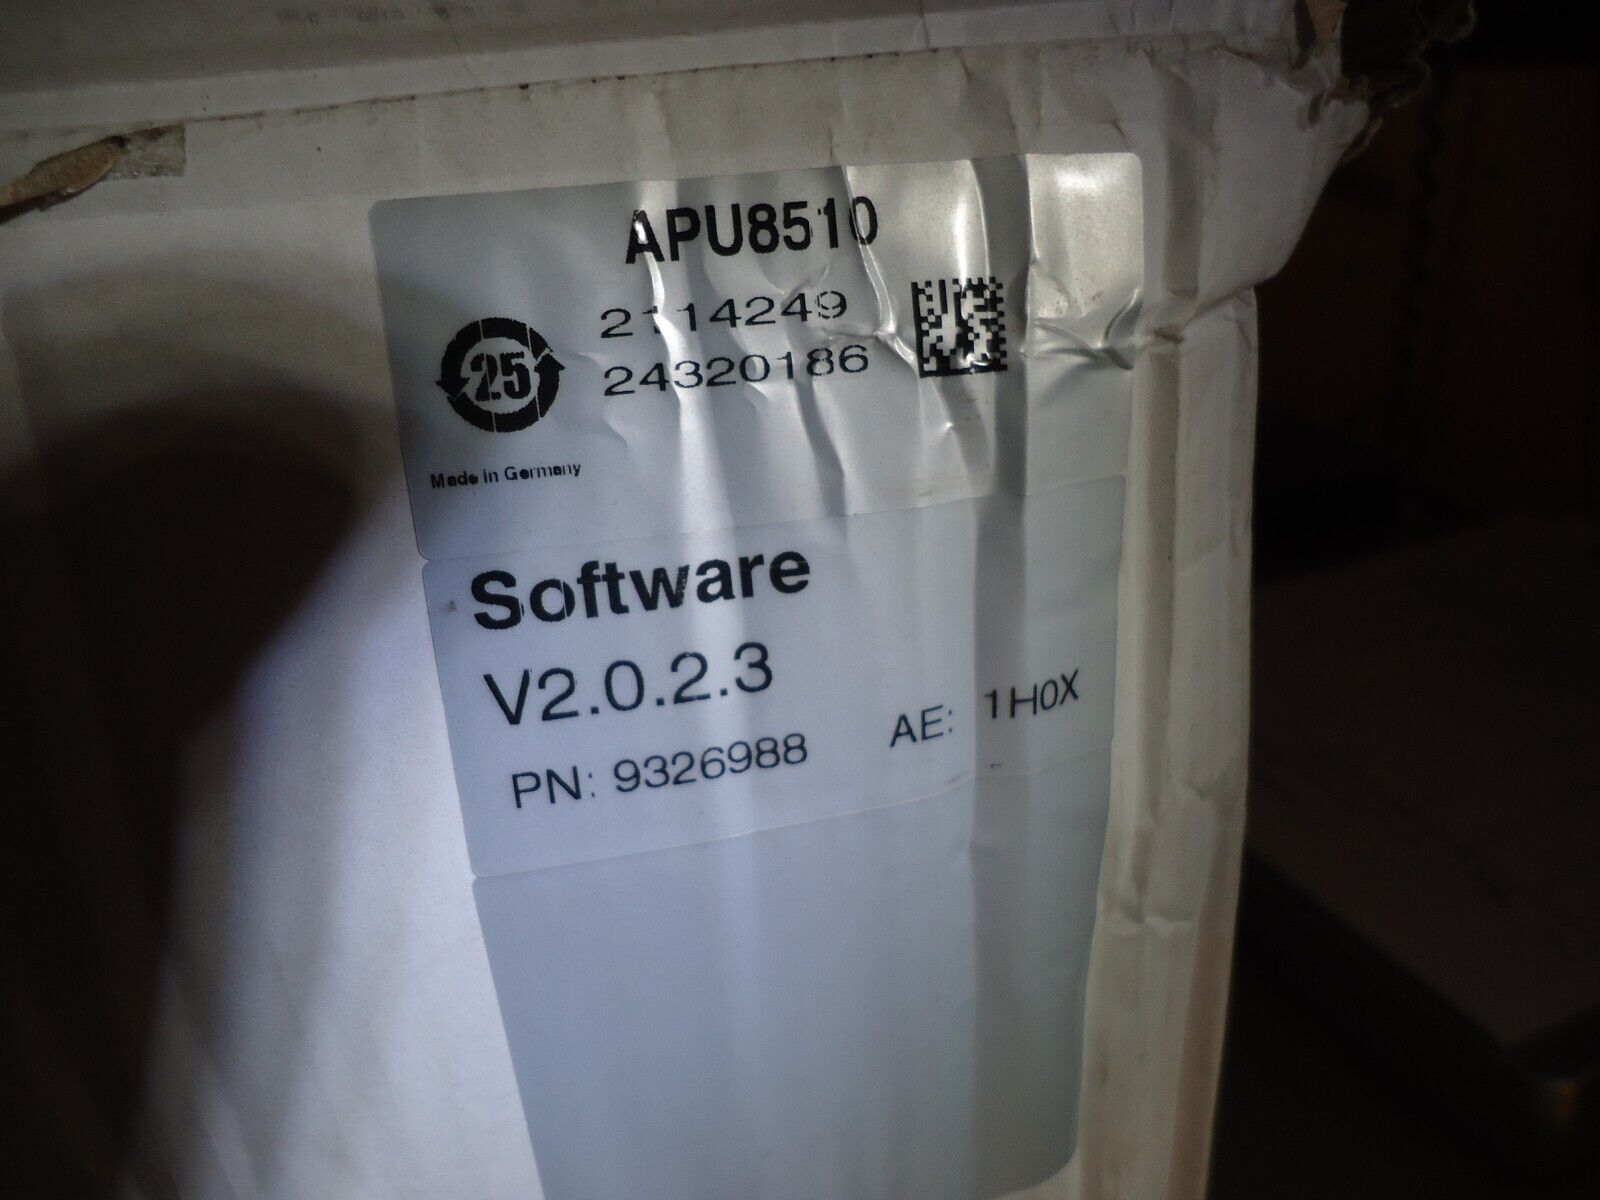 APU8510
2114249
24320186
25
Made in Germany
Software
V2.0.2.3
PN: 9326988 AE: 1H0X